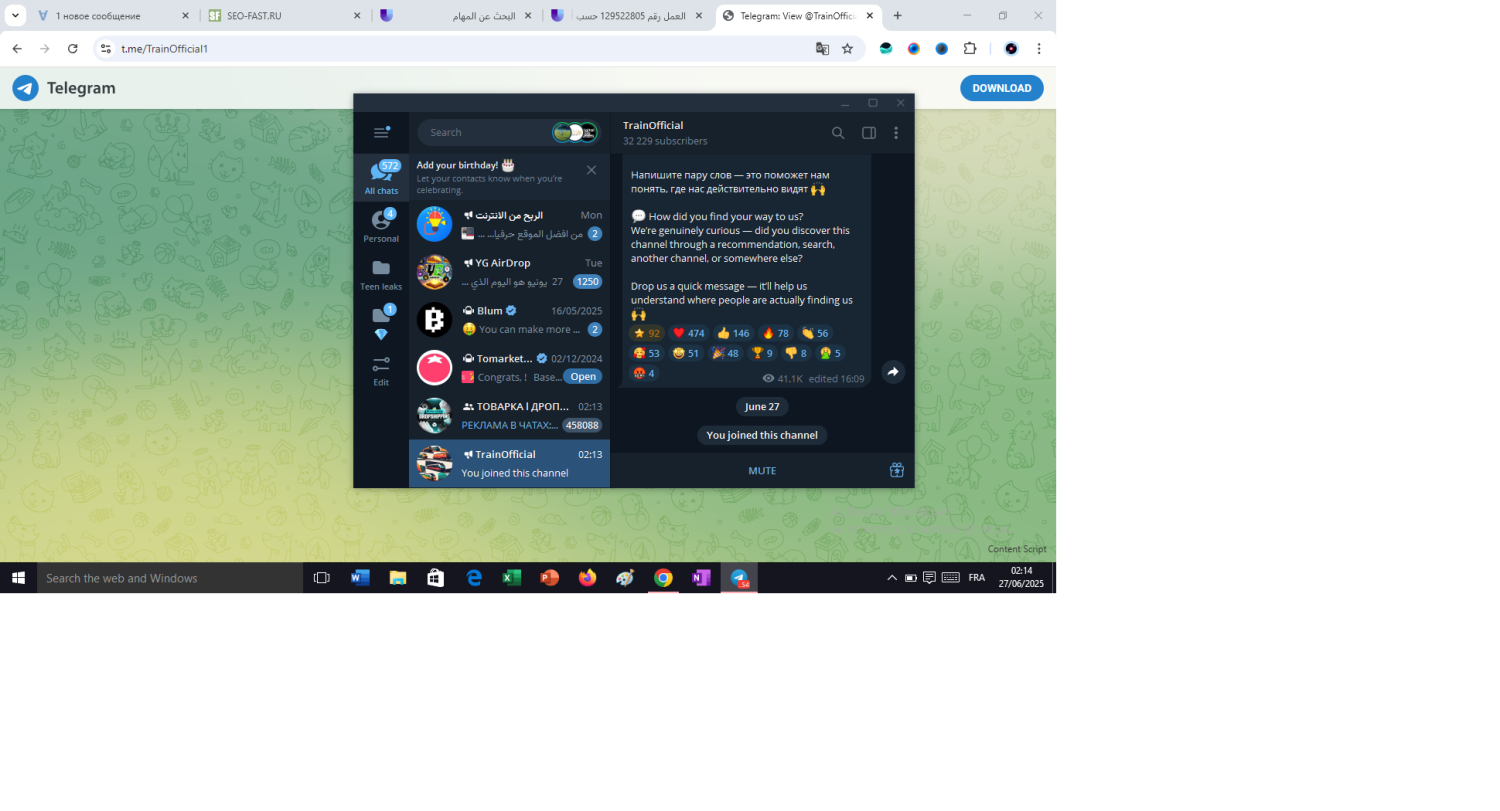 1 новое сообщение
SEO-FAST.RU
البحث عن المهام
العمل رقم 129522805 حسب
Telegram: View @TrainOffici
t.me/TrainOfficial1
Telegram
DOWNLOAD
Search
TrainOfficial
32 229 subscribers
572
All chats
4
Personal
Teen leaks
1
Edit
Add your birthday! 🎂
Let your contacts know when you're
celebrating.
الربح من الانترنت
Mon
من افضل الموقع حرفيا... ...
2
YG AirDrop
Tue
27 يونيو هو اليوم الذي ...
1250
Blum
16/05/2025
🤑 You can make more ...
2
Tomarket...
02/12/2024
Congrats, ! Base...
Open
ТОВАРКА l ДРОП...
02:13
РЕКЛАМА В ЧАТАХ:...
458088
TrainOfficial
02:13
You joined this channel
Напишите пару слов — это поможет нам
понять, где нас действительно видят 🙌
💬 How did you find your way to us?
We're genuinely curious — did you discover this
channel through a recommendation, search,
another channel, or somewhere else?
Drop us a quick message — it'll help us
understand where people are actually finding us
🙌
⭐ 92 ❤ 474 👍 146 🔥 78 👏 56
🥰 53 🤩 51 🎉 48 🏆 9 👎 8 🤮 5
🤬 4
41,1K edited 16:09
June 27
You joined this channel
MUTE
Content Script
Search the web and Windows
54
FRA
02:14
27/06/2025